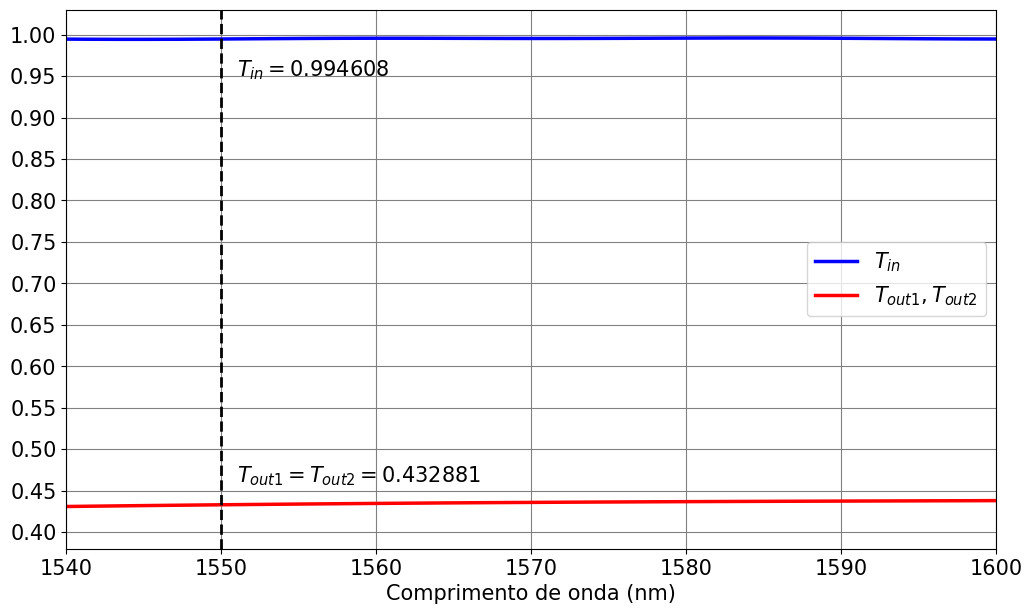 1.00
0.95
0.90
0.85
0.80
0.75
0.70
0.65
0.60
0.55
0.50
0.45
0.40
T_in = 0.994608
T_in
T_out1, T_out2
T_out1 = T_out2 = 0.432881
1540 1550 1560 1570 1580 1590 1600
Comprimento de onda (nm)